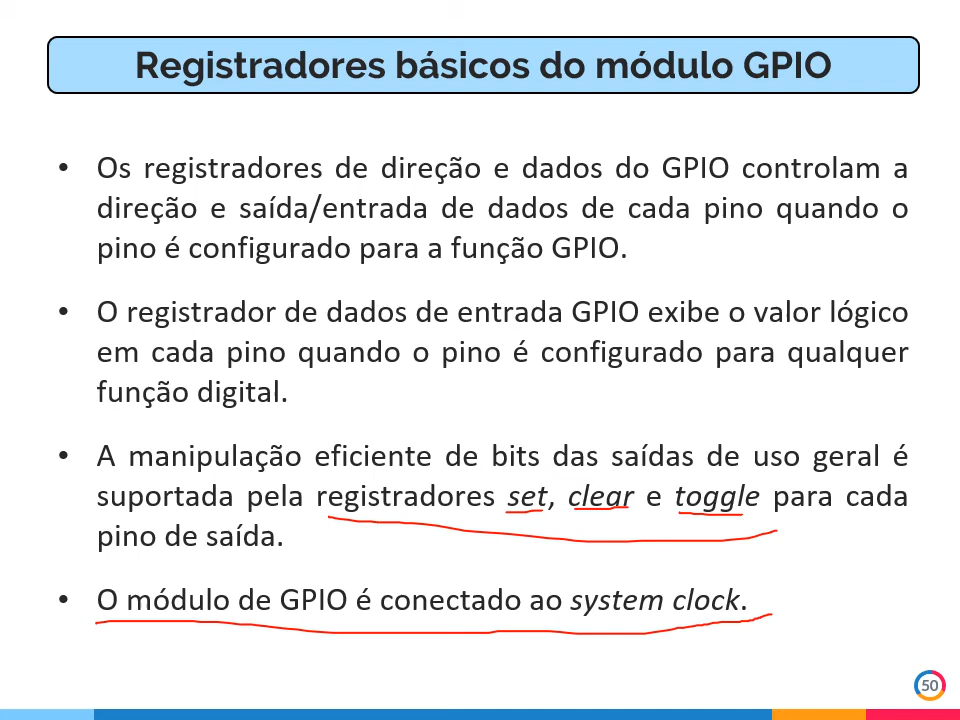 Registradores básicos do módulo GPIO
• Os registradores de direção e dados do GPIO controlam a
direção e saída/entrada de dados de cada pino quando o
pino é configurado para a função GPIO.
• O registrador de dados de entrada GPIO exibe o valor lógico
em cada pino quando o pino é configurado para qualquer
função digital.
• A manipulação eficiente de bits das saídas de uso geral é
suportada pela registradores set, clear e toggle para cada
pino de saída.
• O módulo de GPIO é conectado ao system clock.
50